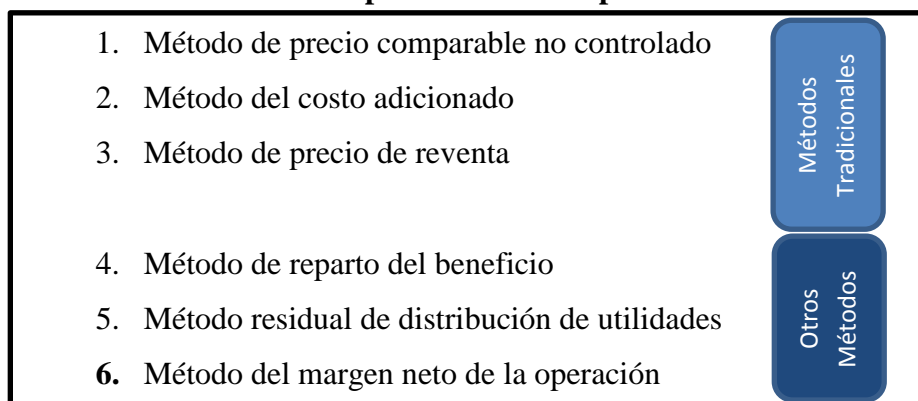 1. Método de precio comparable no controlado
2. Método del costo adicionado
3. Método de precio de reventa
Métodos
Tradicionales
4. Método de reparto del beneficio
5. Método residual de distribución de utilidades
6. Método del margen neto de la operación
Otros
Métodos